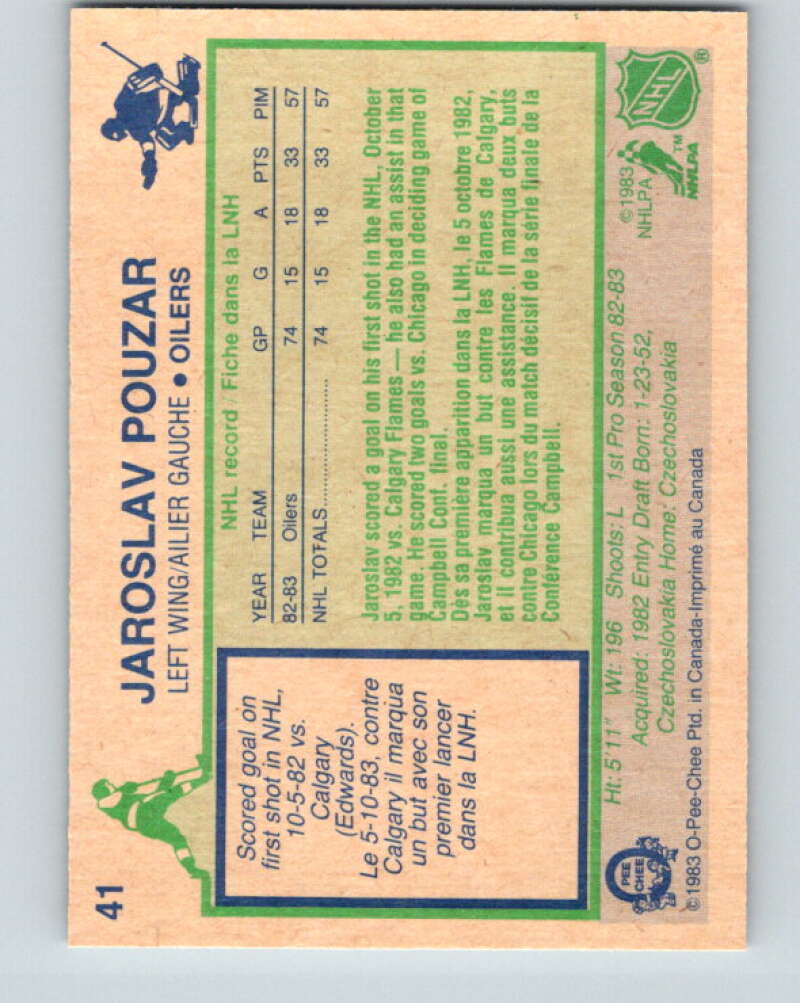 41
JAROSLAV POUZAR
LEFT WING/AILIER GAUCHE • OILERS
Scored goal on
first shot in NHL,
10-5-82 vs.
Calgary
(Edwards).
Le 5-10-83, contre
Calgary il marqua
un but avec son
premier lancer
dans la LNH.
NHL record / Fiche dans la LNH
YEAR TEAM GP G A PTS PIM
82-83 Oilers 74 15 18 33 57
NHL TOTALS.................... 74 15 18 33 57
Jaroslav scored a goal on his first shot in the NHL, October
5, 1982 vs. Calgary Flames — he also had an assist in that
game. He scored two goals vs. Chicago in deciding game of
Campbell Conf. final.
Dès sa première apparition dans la LNH, le 5 octobre 1982,
Jaroslav marqua un but contre les Flames de Calgary,
et il contribua aussi une assistance. Il marqua deux buts
contre Chicago lors du match décisif de la série finale de la
Conférence Campbell.
Ht: 5'11" Wt: 196 Shoots: L 1st Pro Season 82-83
Acquired: 1982 Entry Draft Born: 1-23-52,
Czechoslovakia Home: Czechoslovakia
©1983
NHLPA
NHLPA
TM
NHL
®
PEE
CHEE
©1983 O-Pee-Chee Ptd. in Canada-Imprimé au Canada